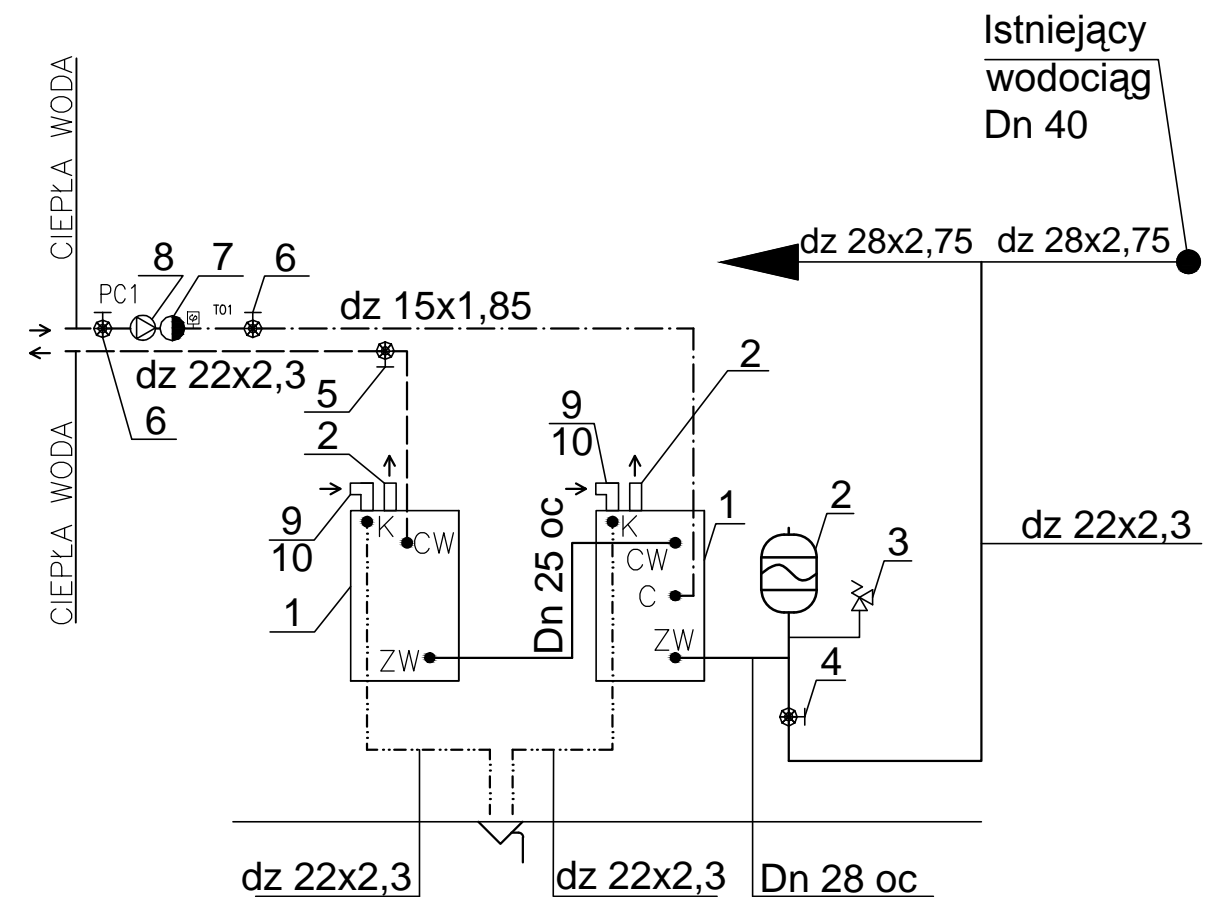 Istniejący
wodociąg
Dn 40
CIEPŁA WODA
dz 28x2,75
dz 28x2,75
8
7
6
PC1
φ
T01
dz 15x1,85
dz 22x2,3
5
2
6
2
9
10
CIEPŁA WODA
9
10
K
CW
1
ZW
Dn 25 oc
K
CW
C
ZW
1
2
3
4
dz 22x2,3
dz 22x2,3
dz 22x2,3
Dn 28 oc